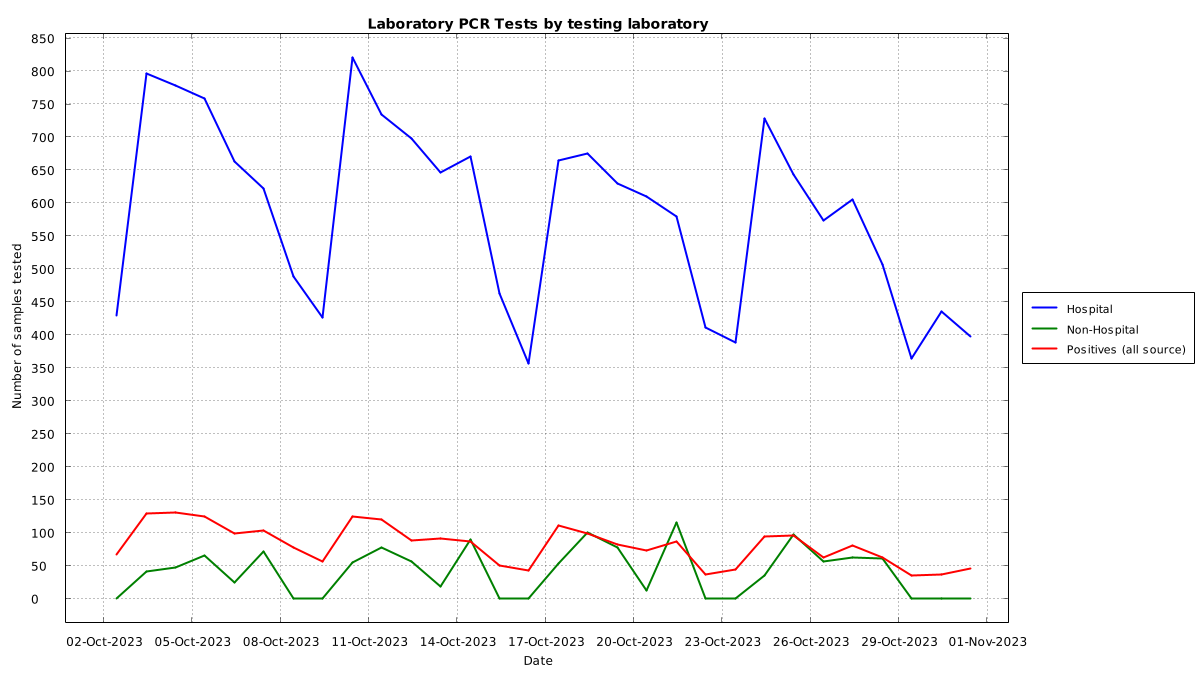 Laboratory PCR Tests by testing laboratory
850
800
750
700
650
600
550
500
450
400
350
300
250
200
150
100
50
0
Number of samples tested
02-Oct-2023 05-Oct-2023 08-Oct-2023 11-Oct-2023 14-Oct-2023 17-Oct-2023 20-Oct-2023 23-Oct-2023 26-Oct-2023 29-Oct-2023 01-Nov-2023
Date
Hospital
Non-Hospital
Positives (all source)